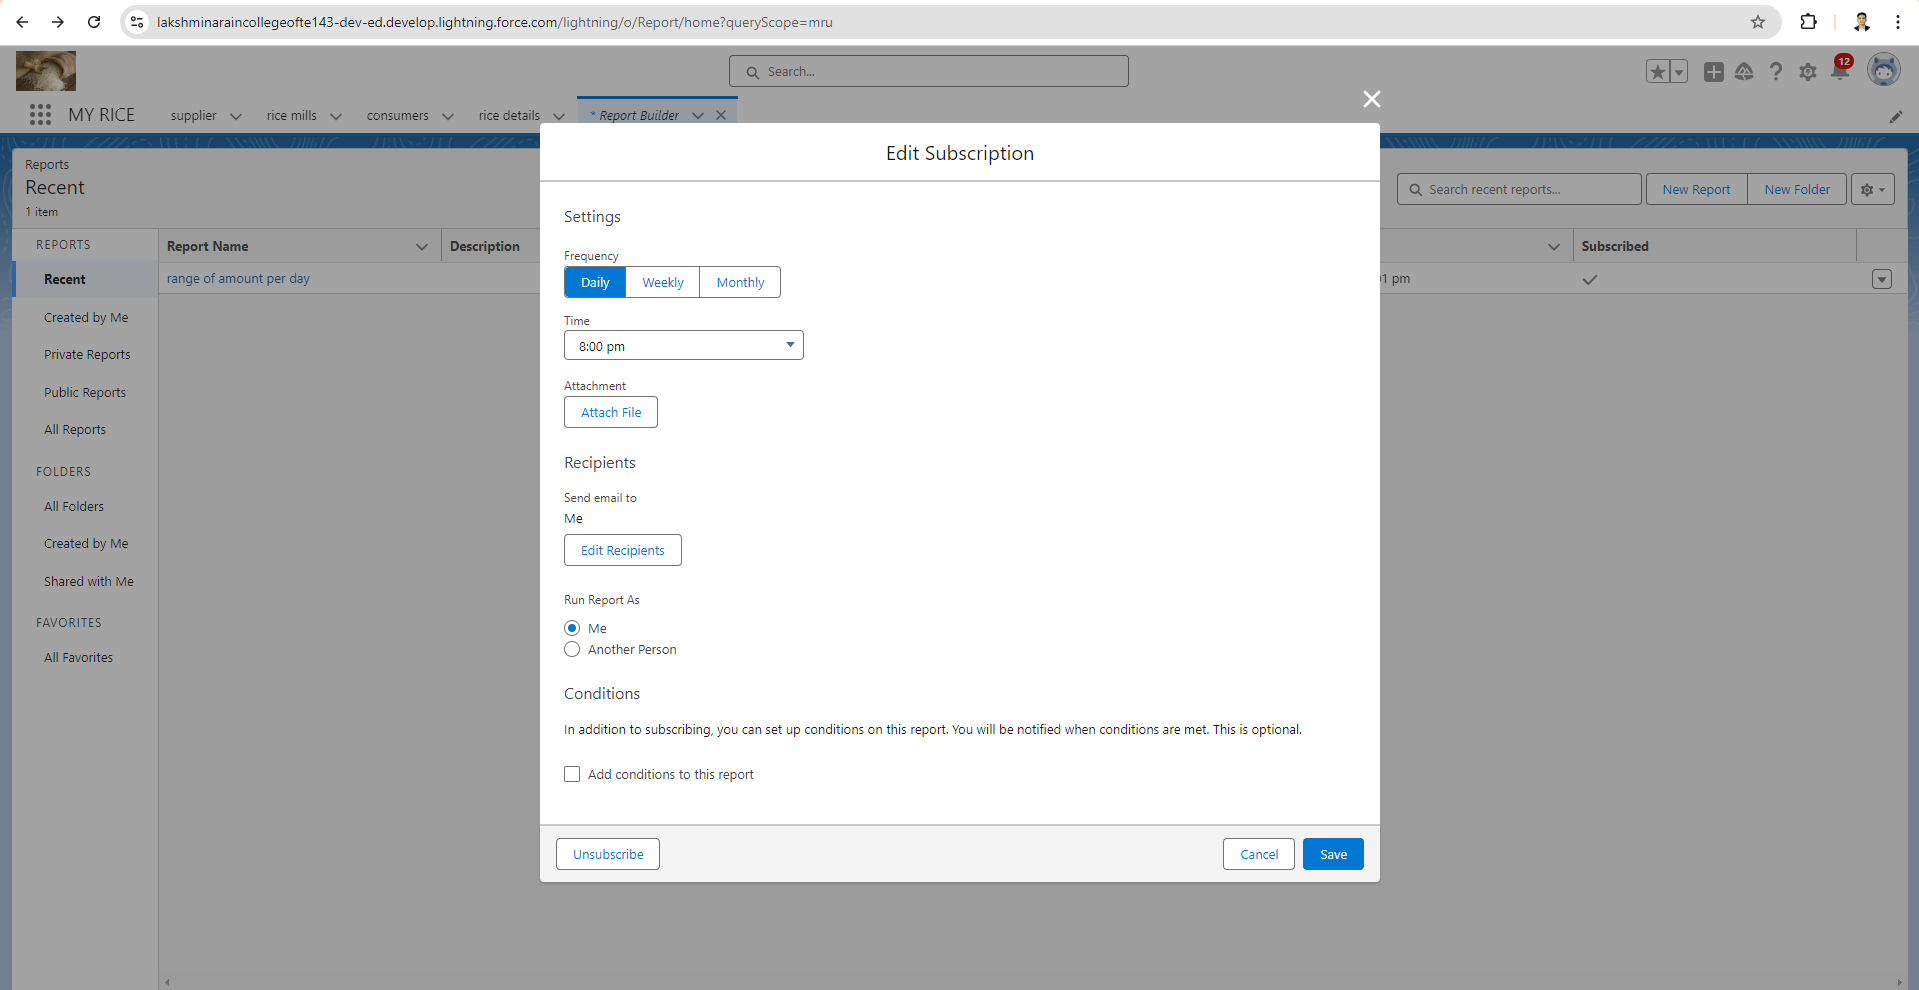 lakshminaraincollegeofte143-dev-ed.develop.lightning.force.com/lightning/o/Report/home?queryScope=mru
Search...
12
MY RICE
supplier
rice mills
consumers
rice details
* Report Builder
Reports
Recent
1 item
Search recent reports...
New Report
New Folder
REPORTS
Recent
Created by Me
Private Reports
Public Reports
All Reports
FOLDERS
All Folders
Created by Me
Shared with Me
FAVORITES
All Favorites
Report Name
Description
Subscribed
range of amount per day
1 pm
Edit Subscription
Settings
Frequency
Daily
Weekly
Monthly
Time
8:00 pm
Attachment
Attach File
Recipients
Send email to
Me
Edit Recipients
Run Report As
Me
Another Person
Conditions
In addition to subscribing, you can set up conditions on this report. You will be notified when conditions are met. This is optional.
Add conditions to this report
Unsubscribe
Cancel
Save